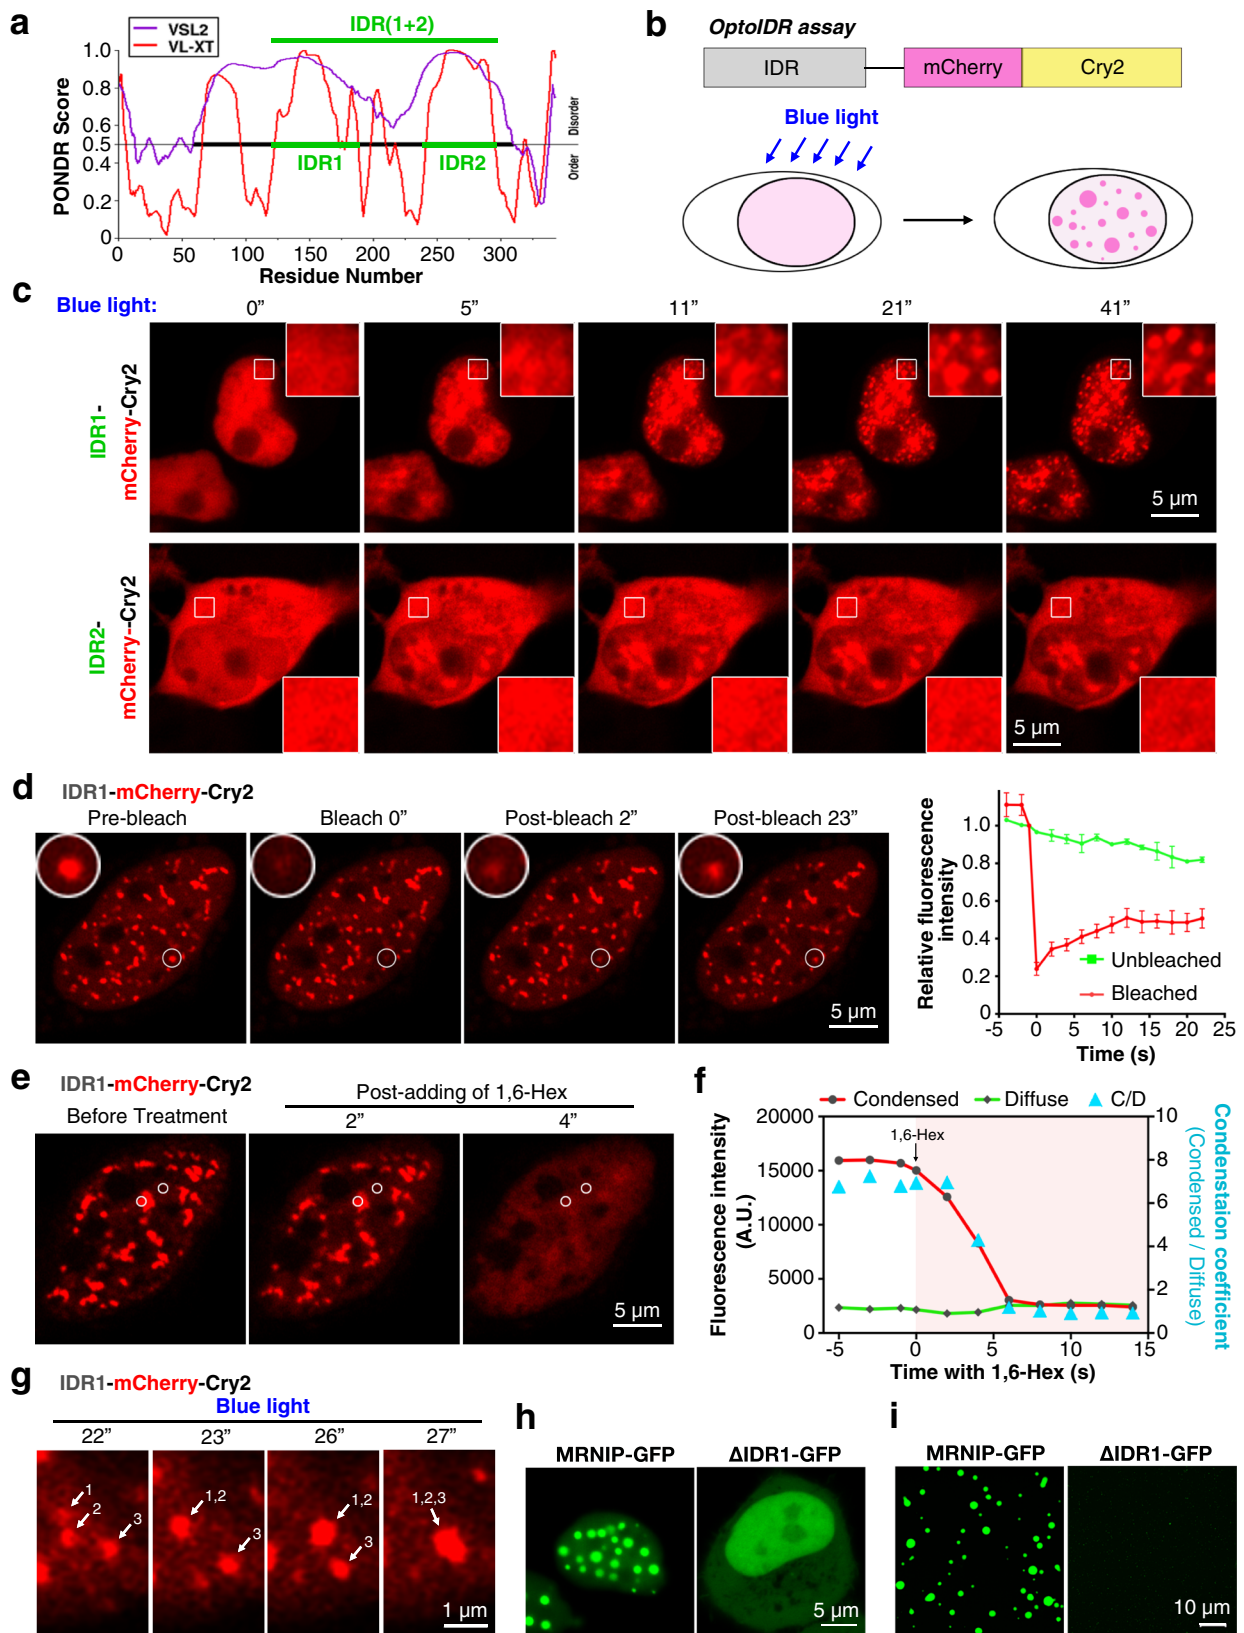 a
VSL2
VL-XT
IDR(1+2)
PONDR Score
1.0
0.8
0.6
0.5
0.4
0.2
0
Disorder
Order
IDR1
IDR2
0 50 100 150 200 250 300
Residue Number
b
OptoIDR assay
IDR
mCherry
Cry2
Blue light
c
Blue light:
0” 5” 11” 21” 41”
IDR1-
mCherry-Cry2
5 µm
IDR2-
mCherry--Cry2
5 µm
d
IDR1-mCherry-Cry2
Pre-bleach
Bleach 0”
Post-bleach 2”
Post-bleach 23”
5 µm
Relative fluorescence
intensity
1.0
0.8
0.6
0.4
0.2
0
Unbleached
Bleached
-5 0 5 10 15 20 25
Time (s)
e
IDR1-mCherry-Cry2
Before Treatment
Post-adding of 1,6-Hex
2”
4”
5 µm
f
Condensed
Diffuse
C/D
Fluorescence intensity
(A.U.)
20000
15000
10000
5000
0
1,6-Hex
10
8
6
4
2
0
Condenstaion coefficient
(Condensed / Diffuse)
-5 0 5 10 15
Time with 1,6-Hex (s)
g
IDR1-mCherry-Cry2
Blue light
22” 23” 26” 27”
1
2
3
1,2
3
1,2
3
1,2,3
1 µm
h
MRNIP-GFP
ΔIDR1-GFP
5 µm
i
MRNIP-GFP
ΔIDR1-GFP
10 µm